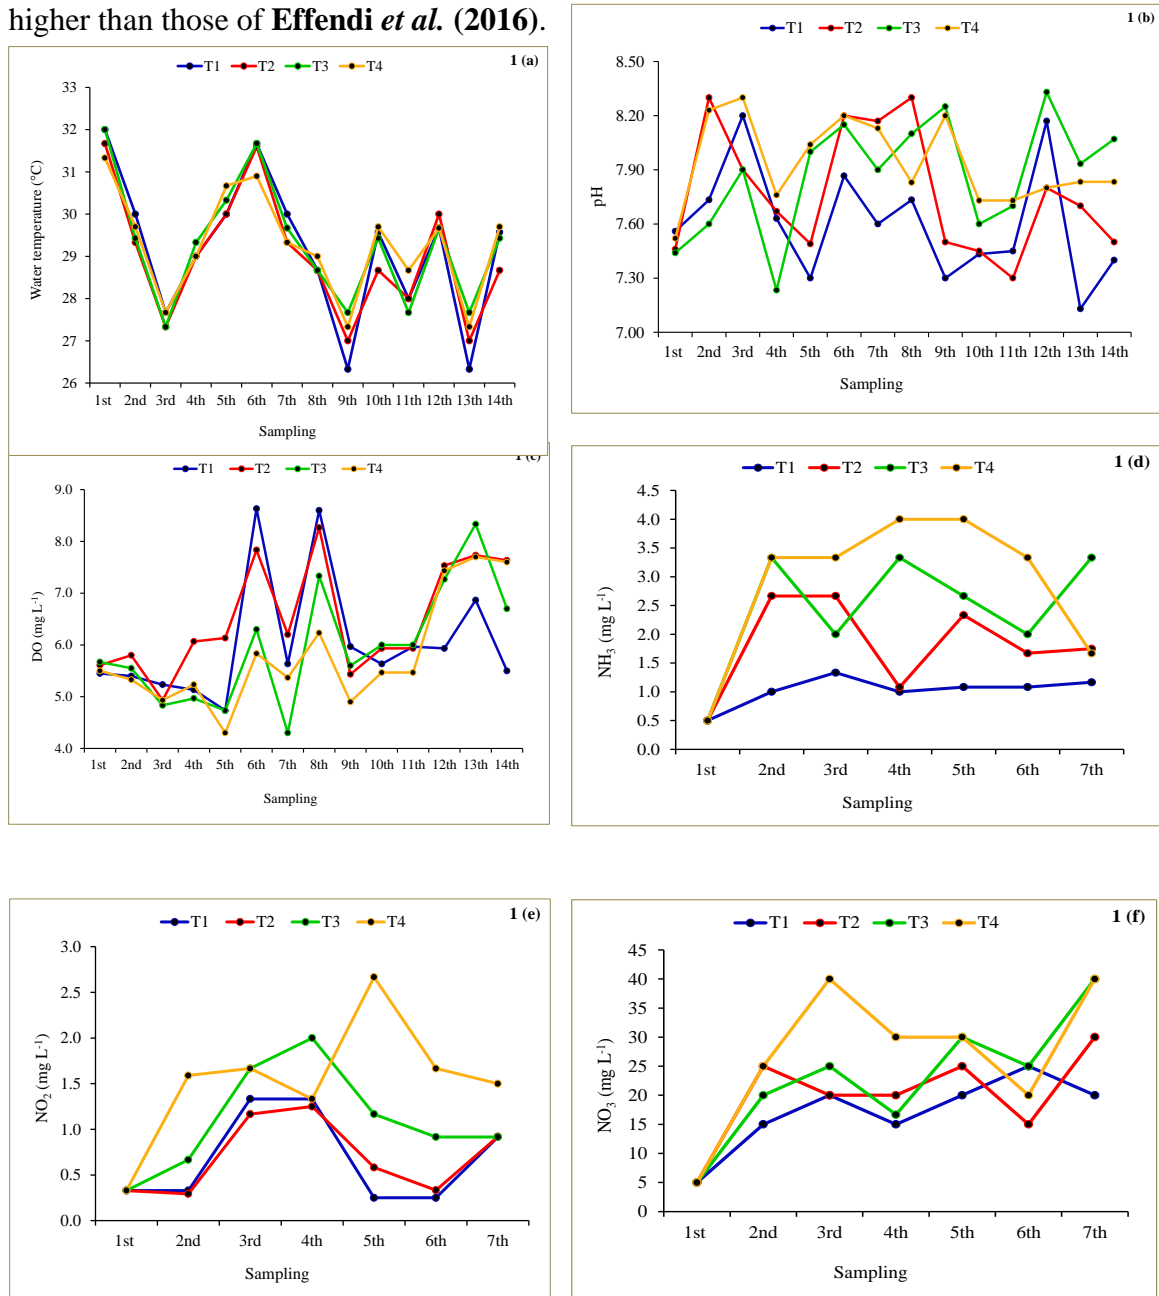 higher than those of Effendi et al. (2016).
1 (a)
T1 T2 T3 T4
33
32
31
30
29
28
27
26
Water temperature (°C)
1st 2nd 3rd 4th 5th 6th 7th 8th 9th 10th 11th 12th 13th 14th
Sampling
1 (b)
T1 T2 T3 T4
8.50
8.20
7.90
7.60
7.30
7.00
pH
1st 2nd 3rd 4th 5th 6th 7th 8th 9th 10th 11th 12th 13th 14th
Sampling
1 (c)
T1 T2 T3 T4
9.0
8.0
7.0
6.0
5.0
4.0
DO (mg L⁻¹)
1st 2nd 3rd 4th 5th 6th 7th 8th 9th 10th 11th 12th 13th 14th
Sampling
1 (d)
T1 T2 T3 T4
4.5
4.0
3.5
3.0
2.5
2.0
1.5
1.0
0.5
0.0
NH₃ (mg L⁻¹)
1st 2nd 3rd 4th 5th 6th 7th
Sampling
1 (e)
T1 T2 T3 T4
3.0
2.5
2.0
1.5
1.0
0.5
0.0
NO₂ (mg L⁻¹)
1st 2nd 3rd 4th 5th 6th 7th
Sampling
1 (f)
T1 T2 T3 T4
45
40
35
30
25
20
15
10
5
0
NO₃ (mg L⁻¹)
1st 2nd 3rd 4th 5th 6th 7th
Sampling